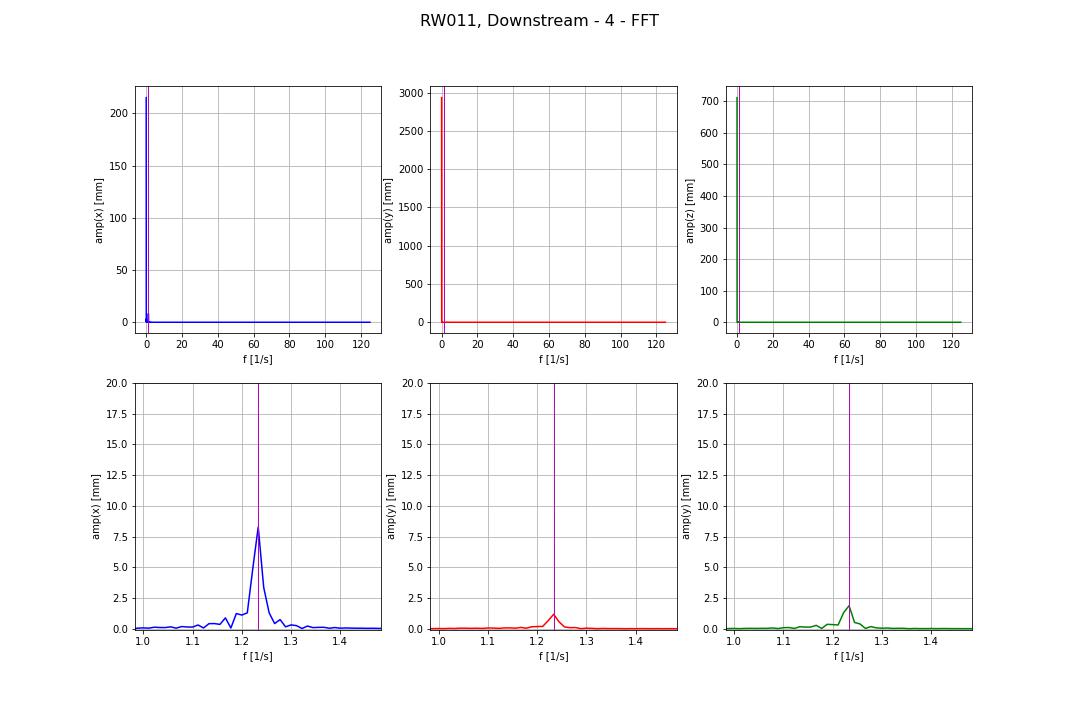 RW011, Downstream - 4 - FFT
amp(x) [mm]
200
150
100
50
0
0 20 40 60 80 100 120
f [1/s]
amp(y) [mm]
3000
2500
2000
1500
1000
500
0
0 20 40 60 80 100 120
f [1/s]
amp(z) [mm]
700
600
500
400
300
200
100
0
0 20 40 60 80 100 120
f [1/s]
amp(x) [mm]
20.0
17.5
15.0
12.5
10.0
7.5
5.0
2.5
0.0
1.0 1.1 1.2 1.3 1.4
f [1/s]
amp(y) [mm]
20.0
17.5
15.0
12.5
10.0
7.5
5.0
2.5
0.0
1.0 1.1 1.2 1.3 1.4
f [1/s]
amp(y) [mm]
20.0
17.5
15.0
12.5
10.0
7.5
5.0
2.5
0.0
1.0 1.1 1.2 1.3 1.4
f [1/s]